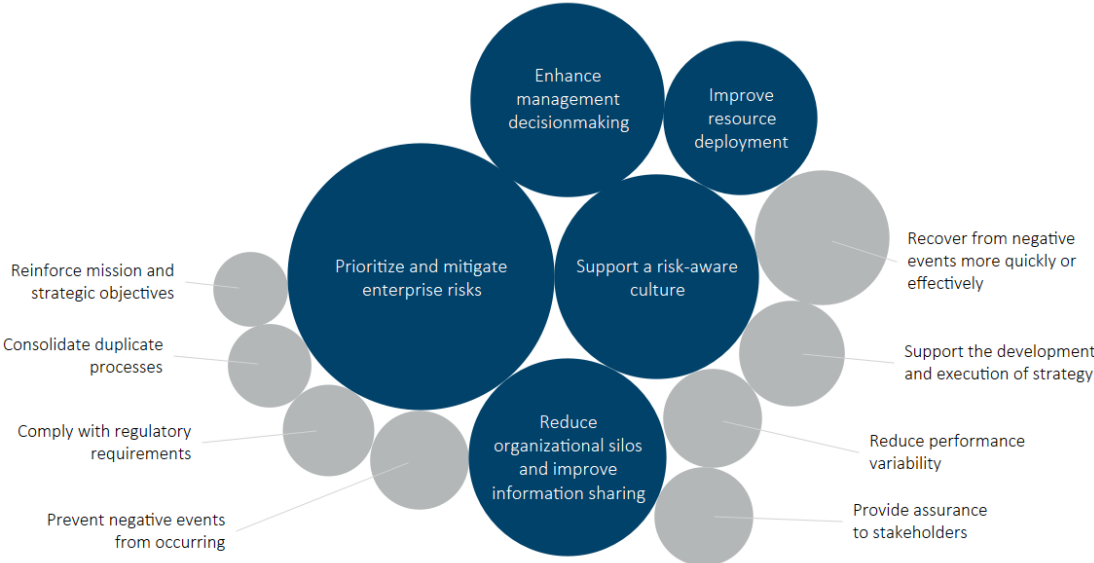 Enhance
management
decisionmaking
Improve
resource
deployment
Prioritize and mitigate
enterprise risks
Support a risk-aware
culture
Recover from negative
events more quickly or
effectively
Reinforce mission and
strategic objectives
Consolidate duplicate
processes
Support the development
and execution of strategy
Comply with regulatory
requirements
Reduce
organizational silos
and improve
information sharing
Reduce performance
variability
Prevent negative events
from occurring
Provide assurance
to stakeholders